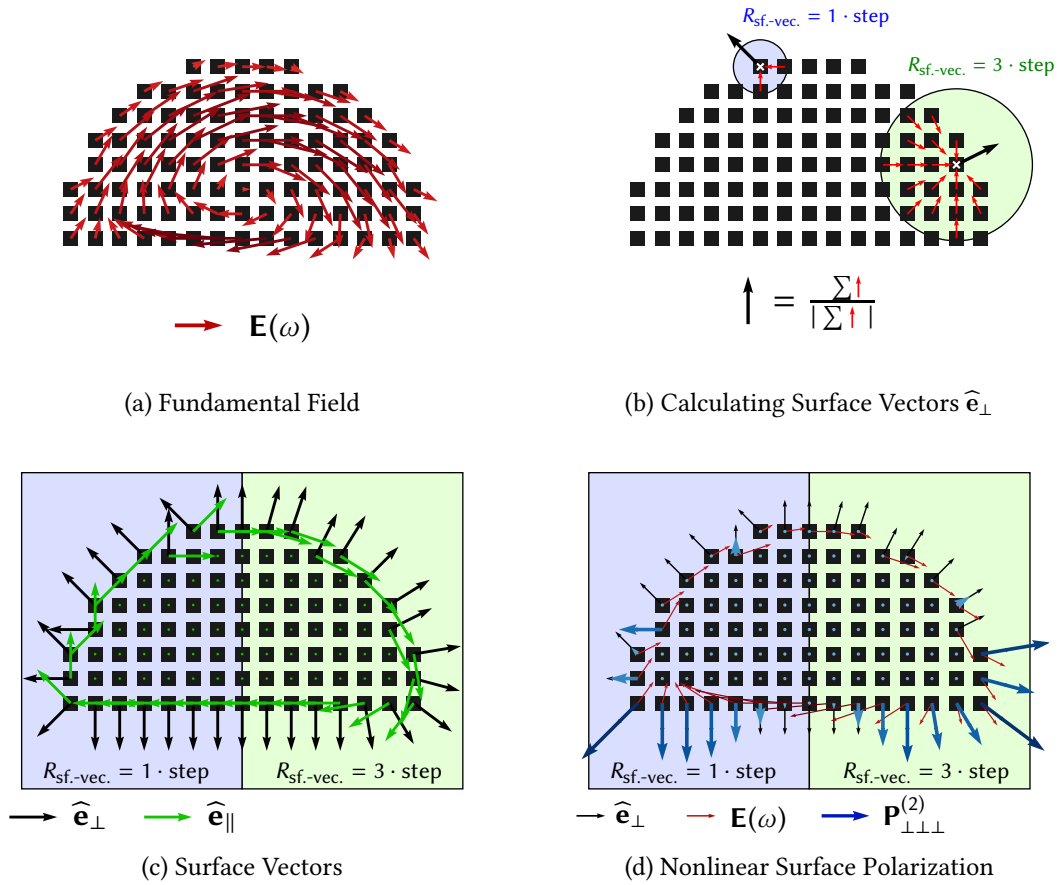 R_sf.-vec. = 1 · step
R_sf.-vec. = 3 · step
E(ω)
↑ = ∑↑ / | ∑↑ |
(a) Fundamental Field
(b) Calculating Surface Vectors ê⊥
R_sf.-vec. = 1 · step
R_sf.-vec. = 3 · step
R_sf.-vec. = 1 · step
R_sf.-vec. = 3 · step
ê⊥
ê∥
ê⊥
E(ω)
P^(2)_⊥⊥⊥
(c) Surface Vectors
(d) Nonlinear Surface Polarization